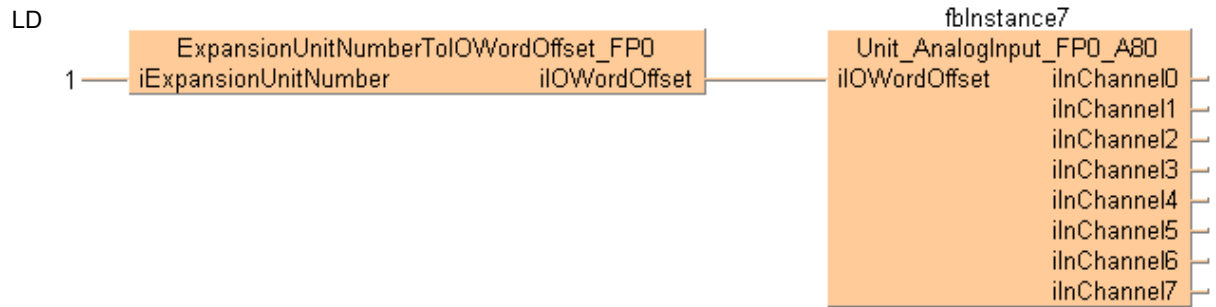 LD
fbInstance7
ExpansionUnitNumberToIOWordOffset_FP0
Unit_AnalogInput_FP0_A80
1 iExpansionUnitNumber iIOWordOffset
iIOWordOffset iInChannel0
iInChannel1
iInChannel2
iInChannel3
iInChannel4
iInChannel5
iInChannel6
iInChannel7